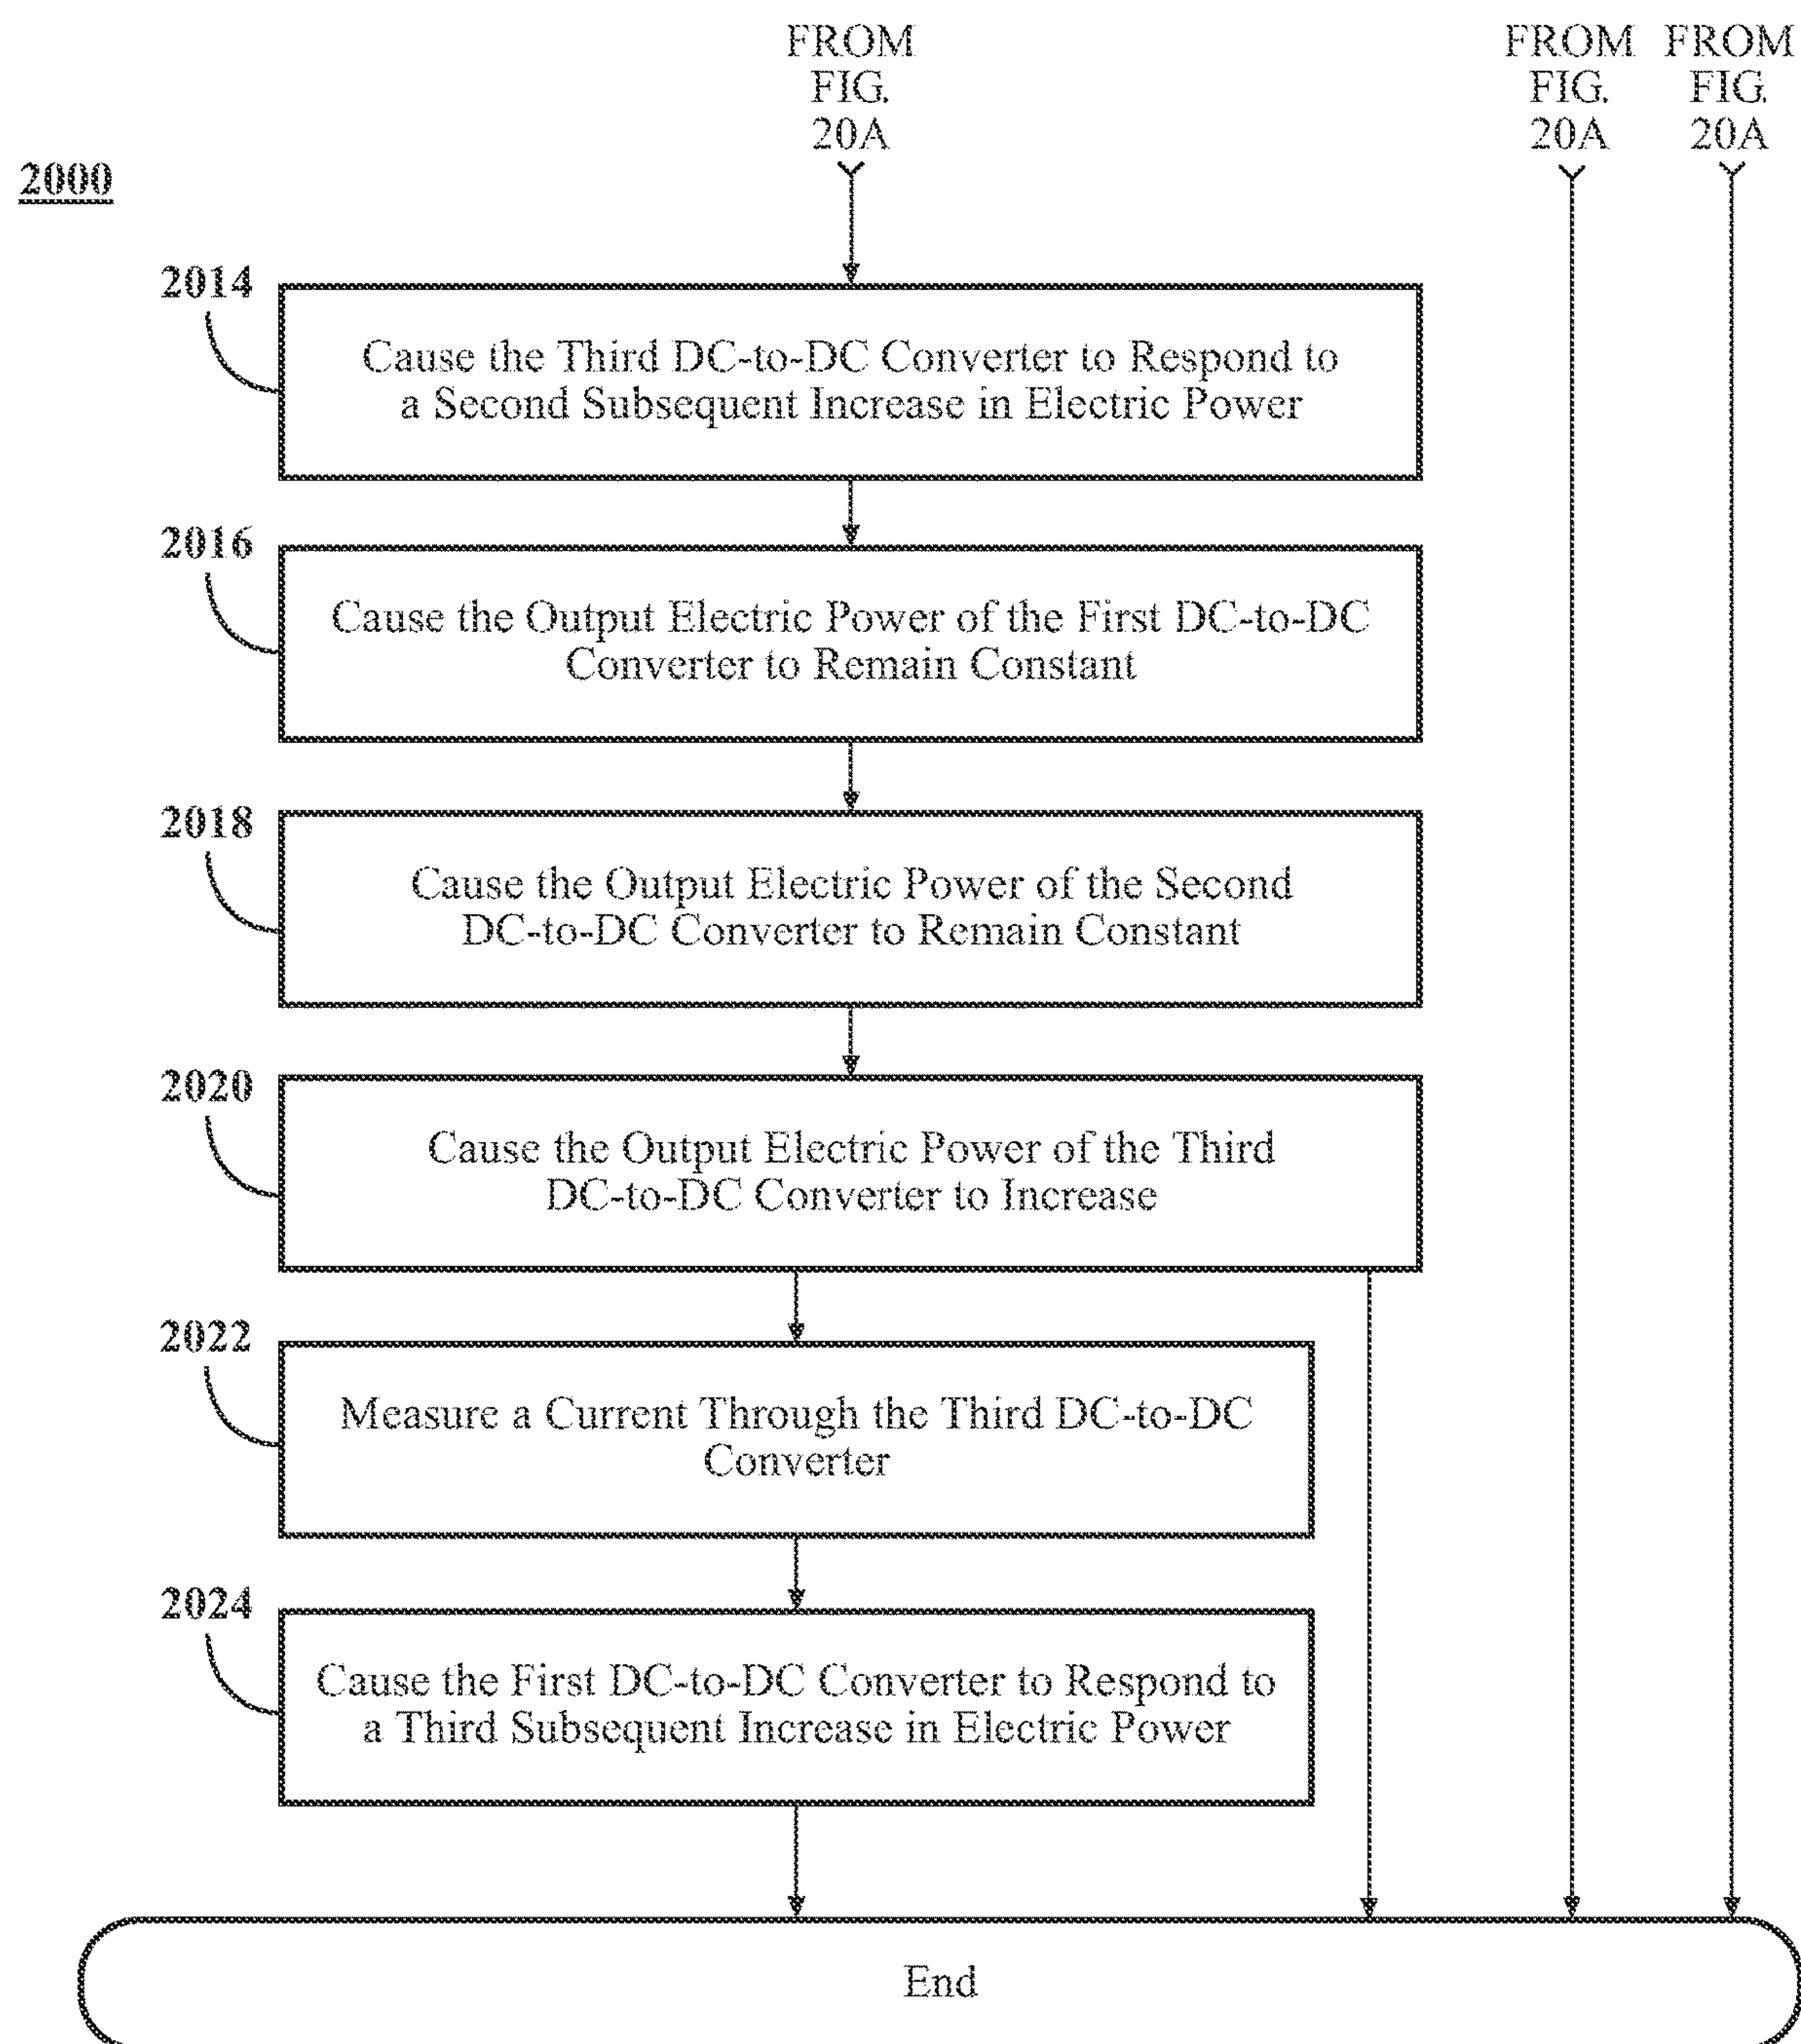 FROM
FIG.
20A
FROM
FIG.
20A
FROM
FIG.
20A
2000
2014
Cause the Third DC-to-DC Converter to Respond to
a Second Subsequent Increase in Electric Power
2016
Cause the Output Electric Power of the First DC-to-DC
Converter to Remain Constant
2018
Cause the Output Electric Power of the Second
DC-to-DC Converter to Remain Constant
2020
Cause the Output Electric Power of the Third
DC-to-DC Converter to Increase
2022
Measure a Current Through the Third DC-to-DC
Converter
2024
Cause the First DC-to-DC Converter to Respond to
a Third Subsequent Increase in Electric Power
End